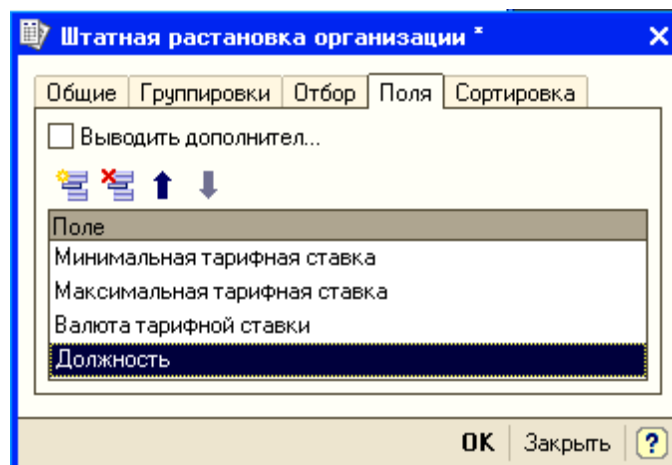 Штатная растановка организации *
Общие Группировки Отбор Поля Сортировка
Выводить дополнител...
Поле
Минимальная тарифная ставка
Максимальная тарифная ставка
Валюта тарифной ставки
Должность
OK Закрыть ?